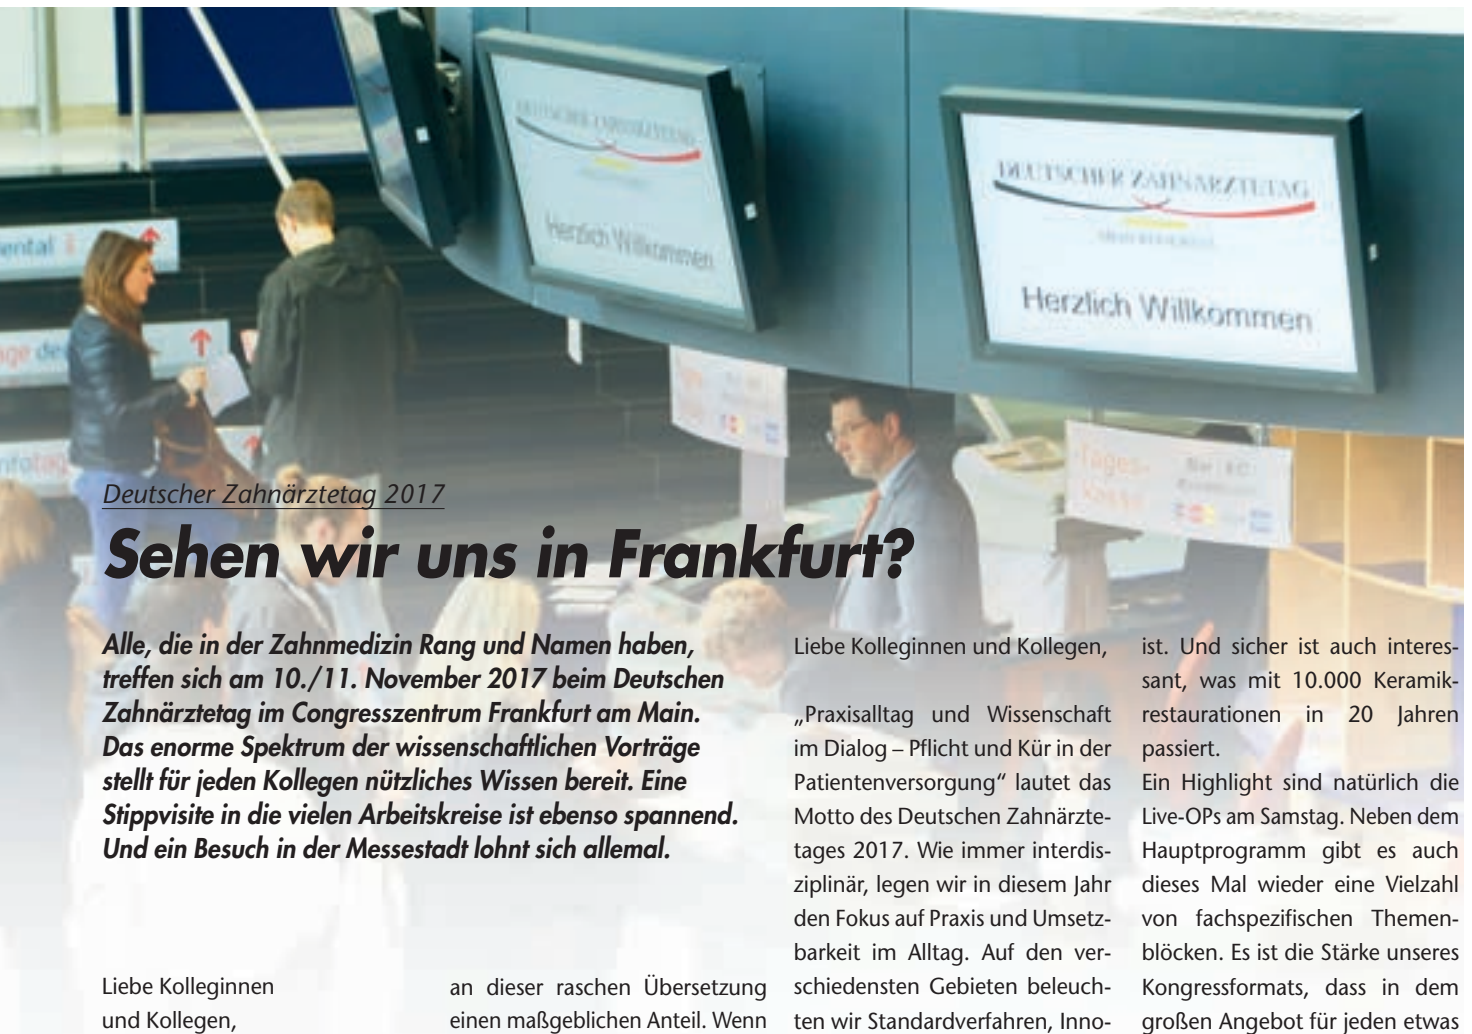 DEUTSCHER ZAHNÄRZTETAG
Herzlich Willkommen
DEUTSCHER ZAHNÄRZTETAG
Herzlich Willkommen
Tages-
Deutscher Zahnärztetag 2017
Sehen wir uns in Frankfurt?
Alle, die in der Zahnmedizin Rang und Namen haben,
treffen sich am 10./11. November 2017 beim Deutschen
Zahnärztetag im Congresszentrum Frankfurt am Main.
Das enorme Spektrum der wissenschaftlichen Vorträge
stellt für jeden Kollegen nützliches Wissen bereit. Eine
Stippvisite in die vielen Arbeitskreise ist ebenso spannend.
Und ein Besuch in der Messestadt lohnt sich allemal.
Liebe Kolleginnen
und Kollegen,
an dieser raschen Übersetzung
einen maßgeblichen Anteil. Wenn
Liebe Kolleginnen und Kollegen,
„Praxisalltag und Wissenschaft
im Dialog – Pflicht und Kür in der
Patientenversorgung“ lautet das
Motto des Deutschen Zahnärzte-
tages 2017. Wie immer interdis-
ziplinär, legen wir in diesem Jahr
den Fokus auf Praxis und Umsetz-
barkeit im Alltag. Auf den ver-
schiedensten Gebieten beleuch-
ten wir Standardverfahren, Inno-
ist. Und sicher ist auch interes-
sant, was mit 10.000 Keramik-
restaurationen in 20 Jahren
passiert.
Ein Highlight sind natürlich die
Live-OPs am Samstag. Neben dem
Hauptprogramm gibt es auch
dieses Mal wieder eine Vielzahl
von fachspezifischen Themen-
blöcken. Es ist die Stärke unseres
Kongressformats, dass in dem
großen Angebot für jeden etwas